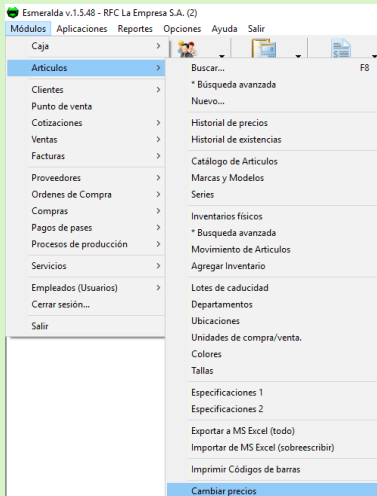 Esmeralda v.1.5.48 - RFC La Empresa S.A. (2)
Módulos Aplicaciones Reportes Opciones Ayuda Salir
Caja
Articulos
Clientes
Punto de venta
Cotizaciones
Ventas
Facturas
Proveedores
Ordenes de Compra
Compras
Pagos de pases
Procesos de producción
Servicios
Empleados (Usuarios)
Cerrar sesión...
Salir
Buscar... F8
* Búsqueda avanzada
Nuevo...
Historial de precios
Historial de existencias
Catálogo de Articulos
Marcas y Modelos
Series
Inventarios físicos
* Busqueda avanzada
Movimiento de Articulos
Agregar Inventario
Lotes de caducidad
Departamentos
Ubicaciones
Unidades de compra/venta.
Colores
Tallas
Especificaciones 1
Especificaciones 2
Exportar a MS Excel (todo)
Importar de MS Excel (sobreescribir)
Imprimir Códigos de barras
Cambiar precios